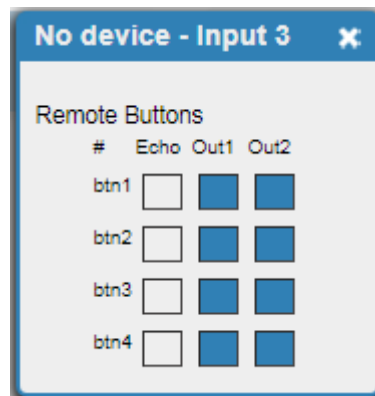 No device - Input 3 ✖
Remote Buttons
# Echo Out1 Out2
btn1
btn2
btn3
btn4